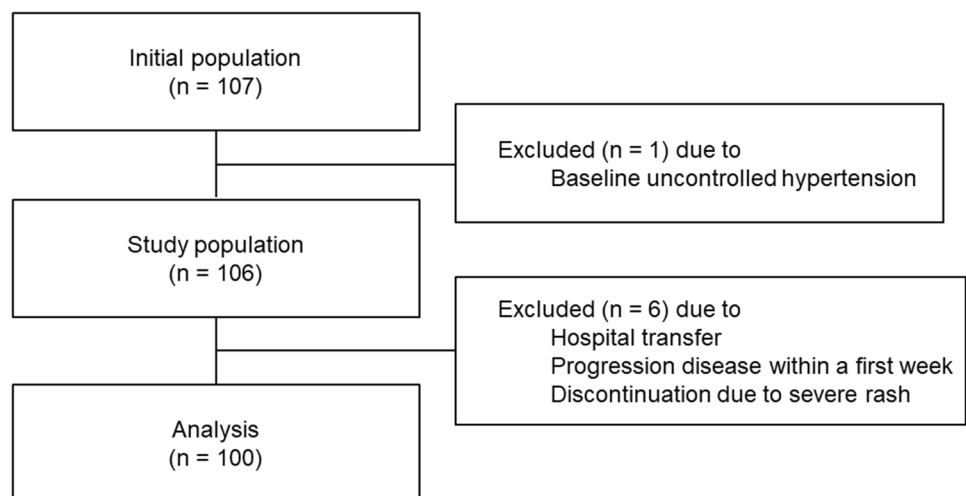 Initial population
(n = 107)
Excluded (n = 1) due to
Baseline uncontrolled hypertension
Study population
(n = 106)
Excluded (n = 6) due to
Hospital transfer
Progression disease within a first week
Discontinuation due to severe rash
Analysis
(n = 100)